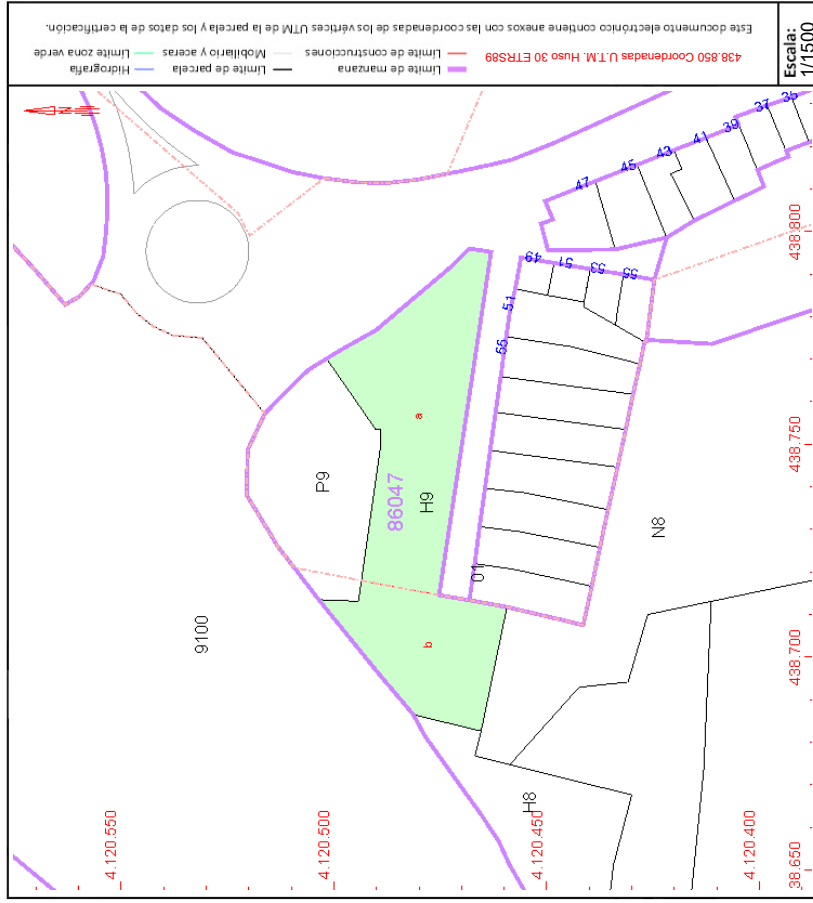 Este documento electrónico contiene anexos con las coordenadas de los vértices UTM de la parcela y los datos de la certificación.
438.850 Coordenadas U.T.M. Huso 30 ETRS89
Límite de manzana
Límite de construcciones
Límite de parcela
Mobiliario y aceras
Hidrografía
Límite zona verde
Escala:
1/1500
4.120.550
4.120.500
4.120.450
4.120.400
438.800
438.750
438.700
38.650
9100
P9
86047
H9
a
b
01
N8
H8
55
51
49
51
53
55
47
45
43
41
39
37
35